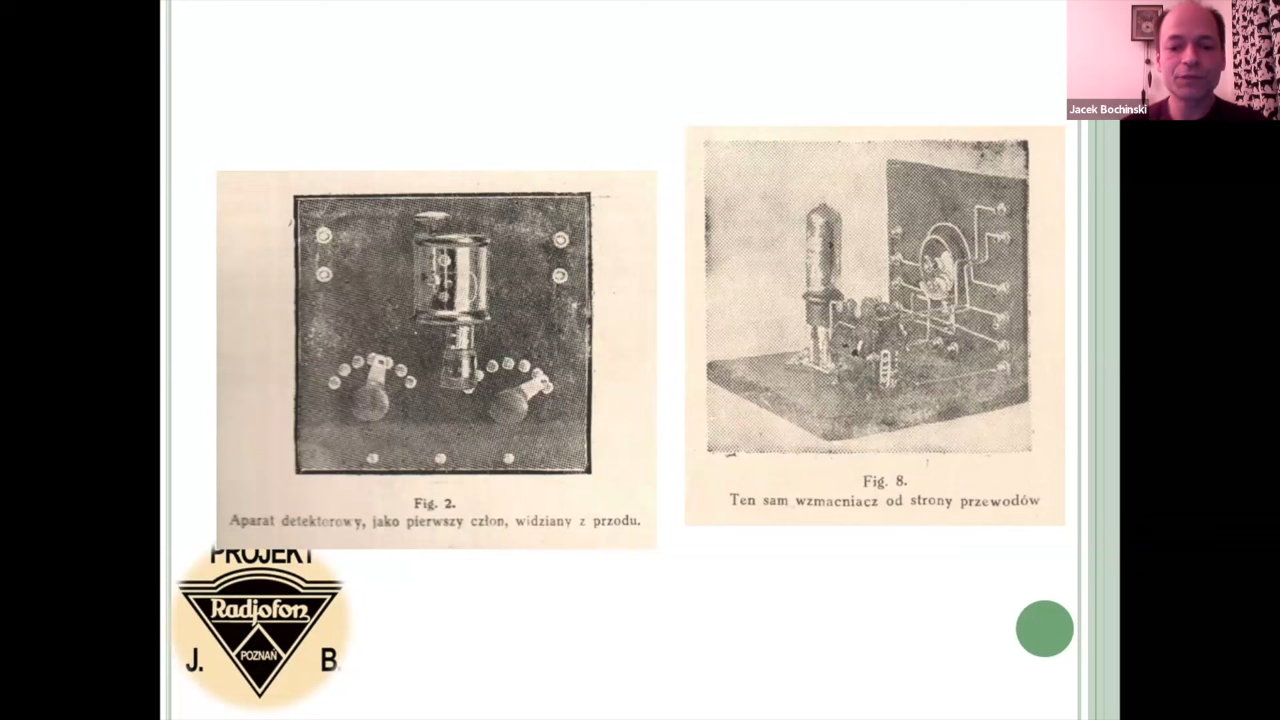 Jacek Bochinski
Fig. 2.
Aparat detektorowy, jako pierwszy człon, widziany z przodu.
Fig. 8.
Ten sam wzmacniacz od strony przewodów
PROJEKT
Radjofon
POZNAŃ
J. B.